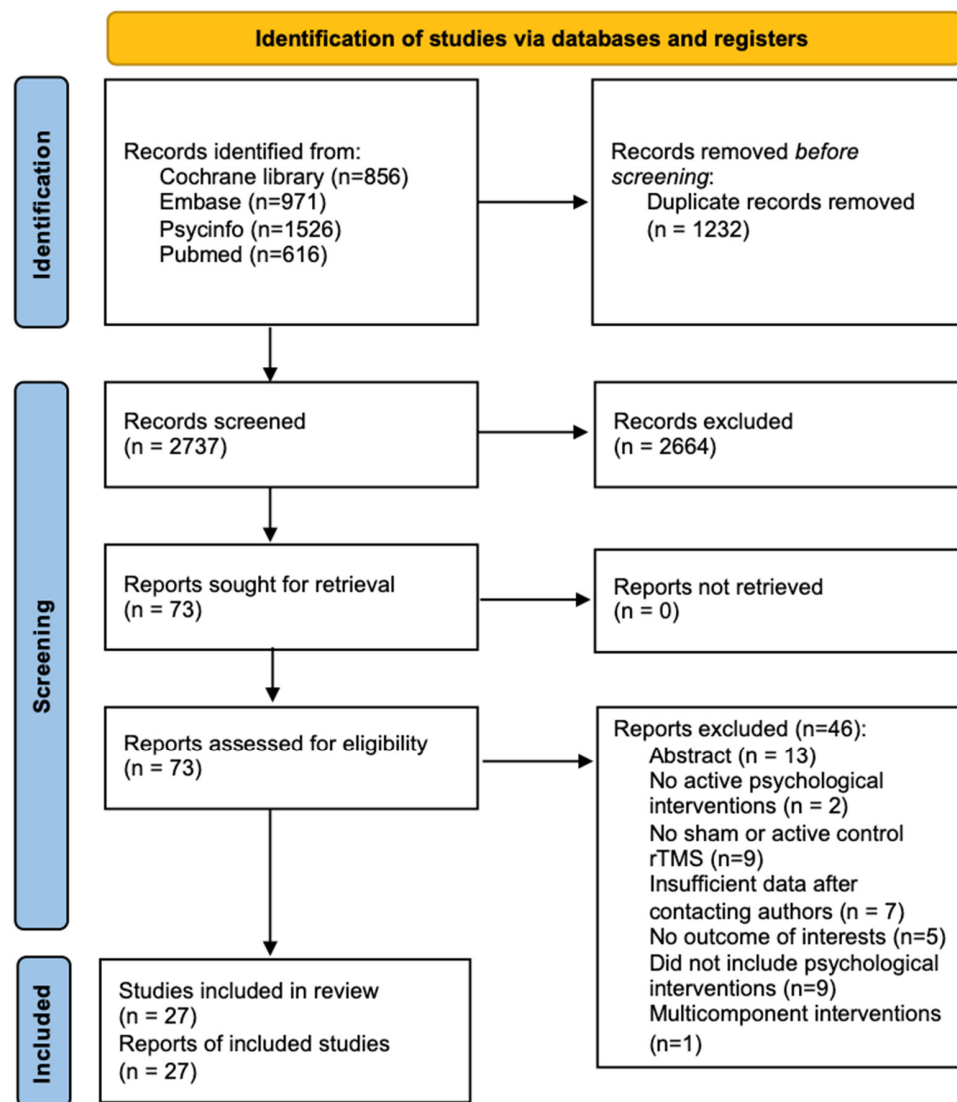 Identification of studies via databases and registers
Identification
Records identified from:
Cochrane library (n=856)
Embase (n=971)
Psycinfo (n=1526)
Pubmed (n=616)
Records removed before
screening:
Duplicate records removed
(n = 1232)
Screening
Records screened
(n = 2737)
Records excluded
(n = 2664)
Reports sought for retrieval
(n = 73)
Reports not retrieved
(n = 0)
Reports assessed for eligibility
(n = 73)
Reports excluded (n=46):
Abstract (n = 13)
No active psychological
interventions (n = 2)
No sham or active control
rTMS (n=9)
Insufficient data after
contacting authors (n = 7)
No outcome of interests (n=5)
Did not include psychological
interventions (n=9)
Multicomponent interventions
(n=1)
Included
Studies included in review
(n = 27)
Reports of included studies
(n = 27)